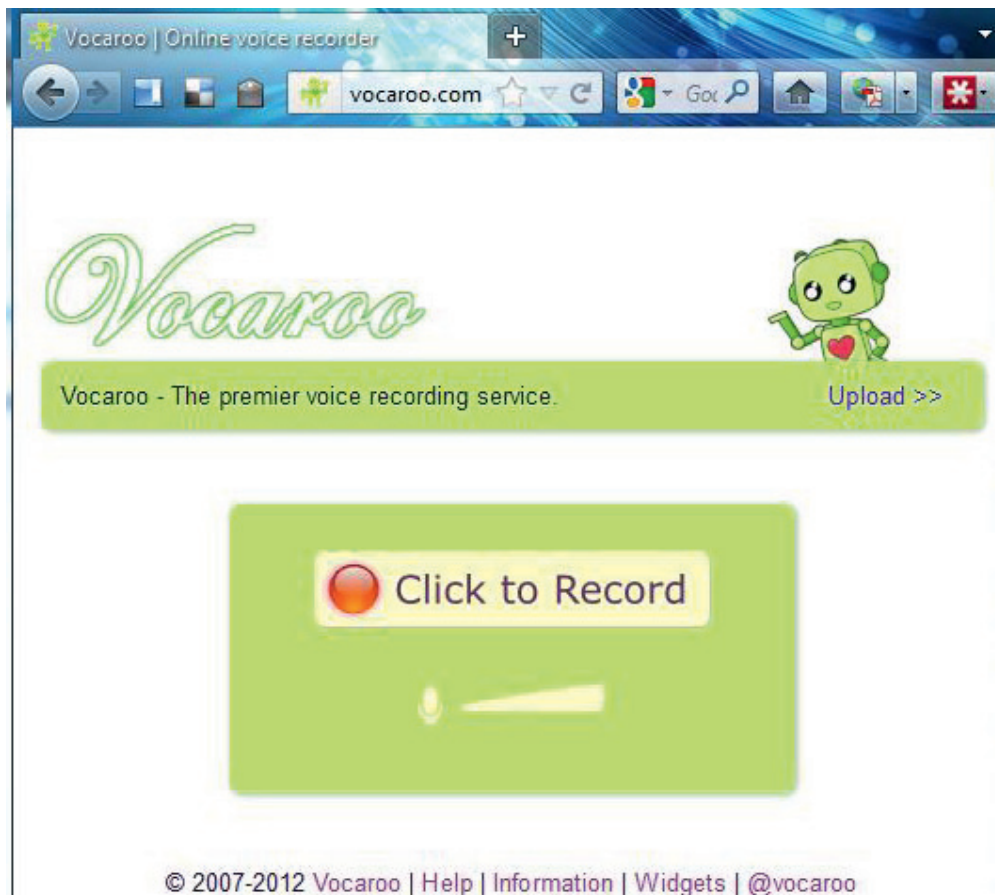 Vocaroo | Online voice recorder
vocaroo.com
Goo
Vocaroo
Vocaroo - The premier voice recording service. Upload >>
Click to Record
© 2007-2012 Vocaroo | Help | Information | Widgets | @vocaroo